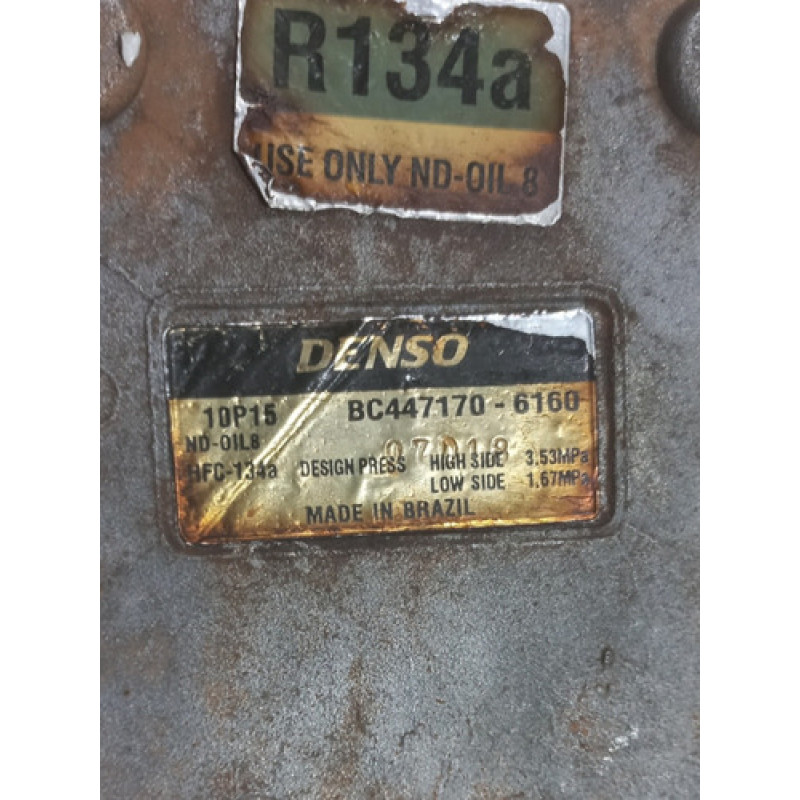 R134a
USE ONLY ND-OIL 8
DENSO
10P15 BC447170-6160
ND-OIL8
HFC-134a DESIGN PRESS HIGH SIDE 3.53MPa
LOW SIDE 1.67MPa
MADE IN BRAZIL